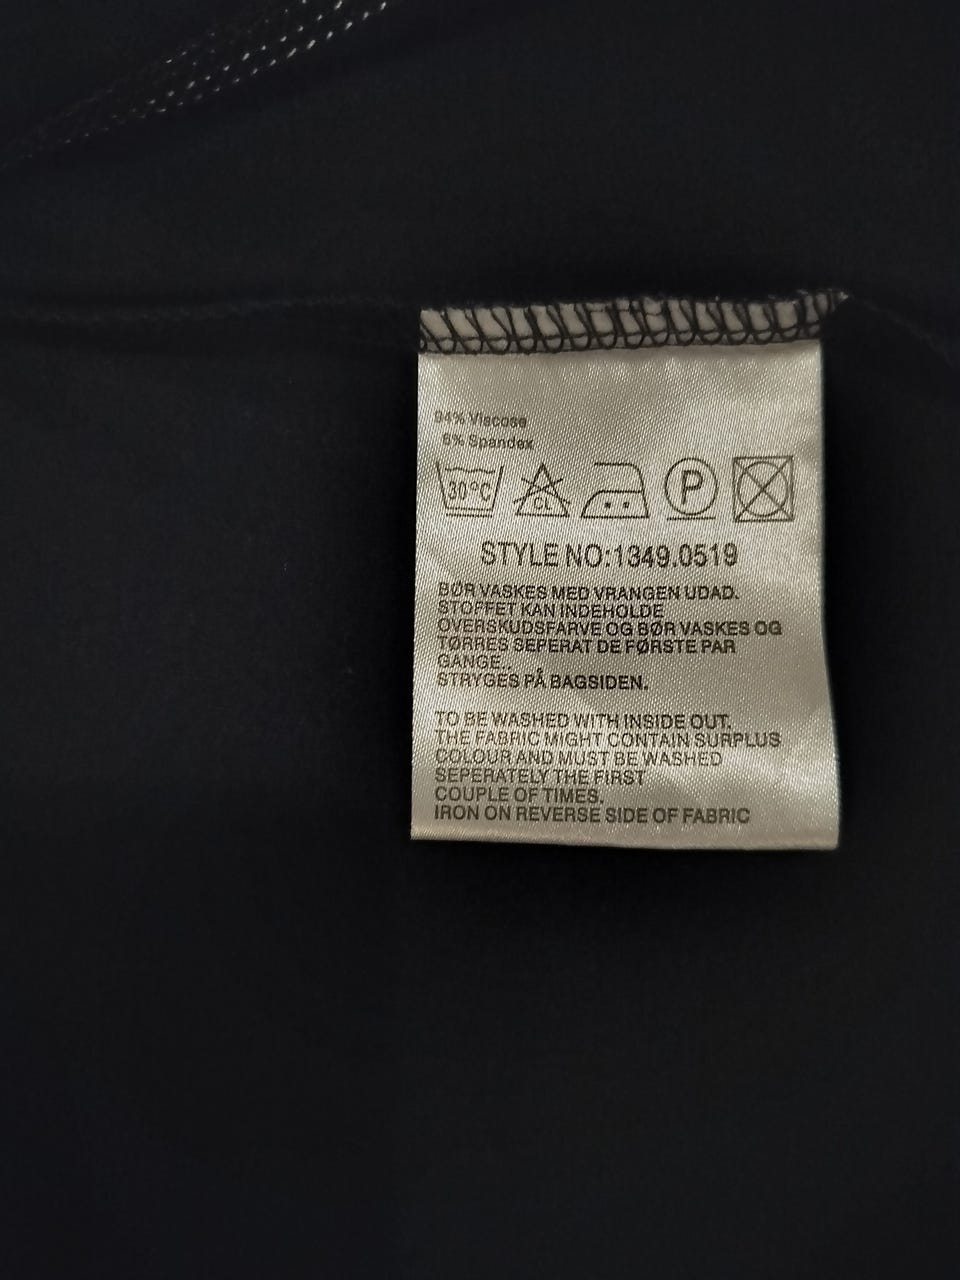 94% Viscose
6% Spandex
30°C CL P
STYLE NO:1349.0519
BØR VASKES MED VRANGEN UDAD.
STOFFET KAN INDEHOLDE
OVERSKUDSFARVE OG BØR VASKES OG
TØRRES SEPERAT DE FØRSTE PAR
GANGE..
STRYGES PÅ BAGSIDEN.
TO BE WASHED WITH INSIDE OUT.
THE FABRIC MIGHT CONTAIN SURPLUS
COLOUR AND MUST BE WASHED
SEPERATELY THE FIRST
COUPLE OF TIMES.
IRON ON REVERSE SIDE OF FABRIC